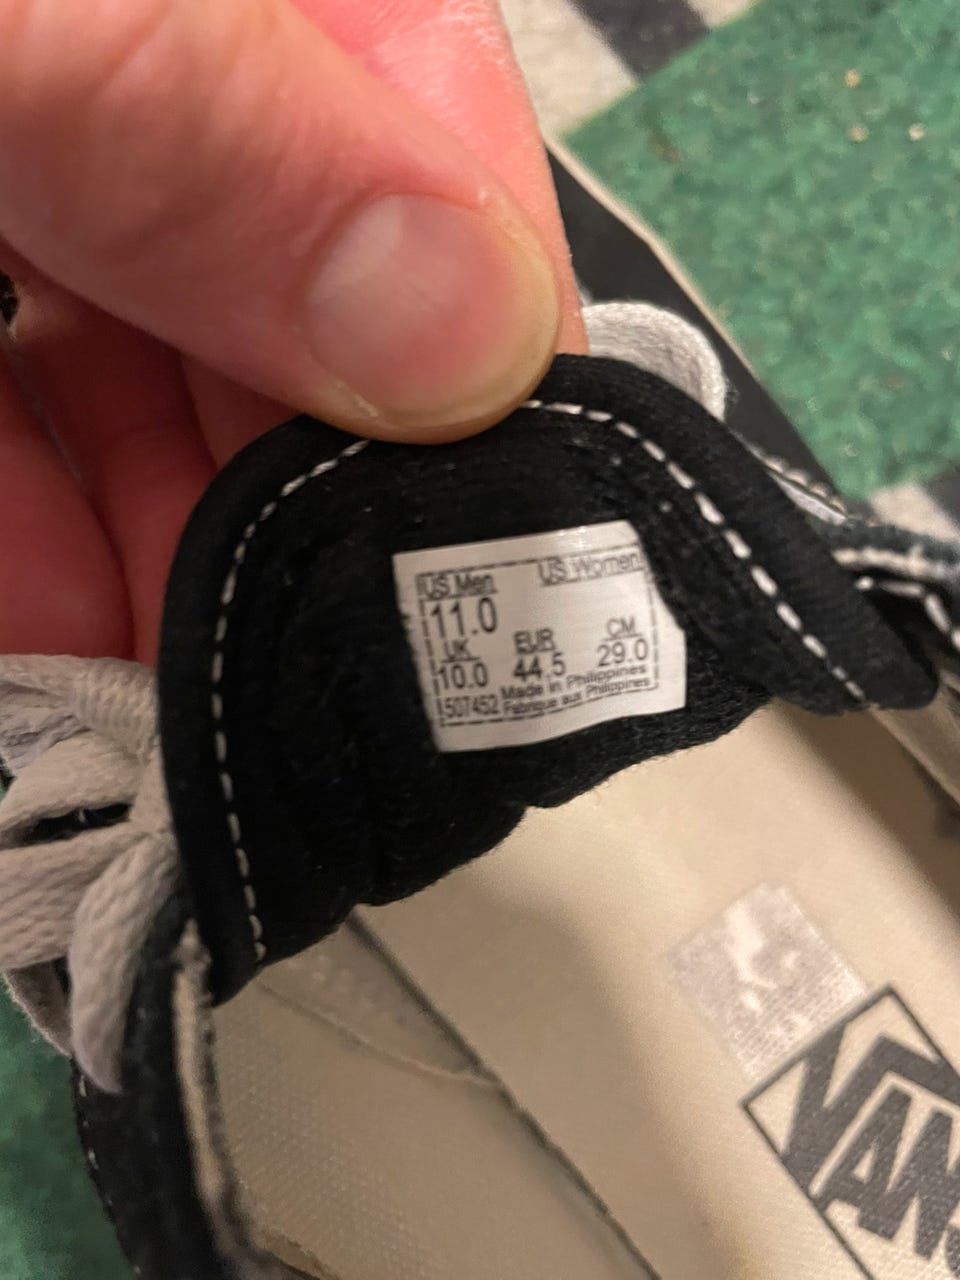 US Men US Women
11.0
UK EUR CM
10.0 44.5 29.0
507452 Made in Philippines
Fabrique aux Philippines
VANS